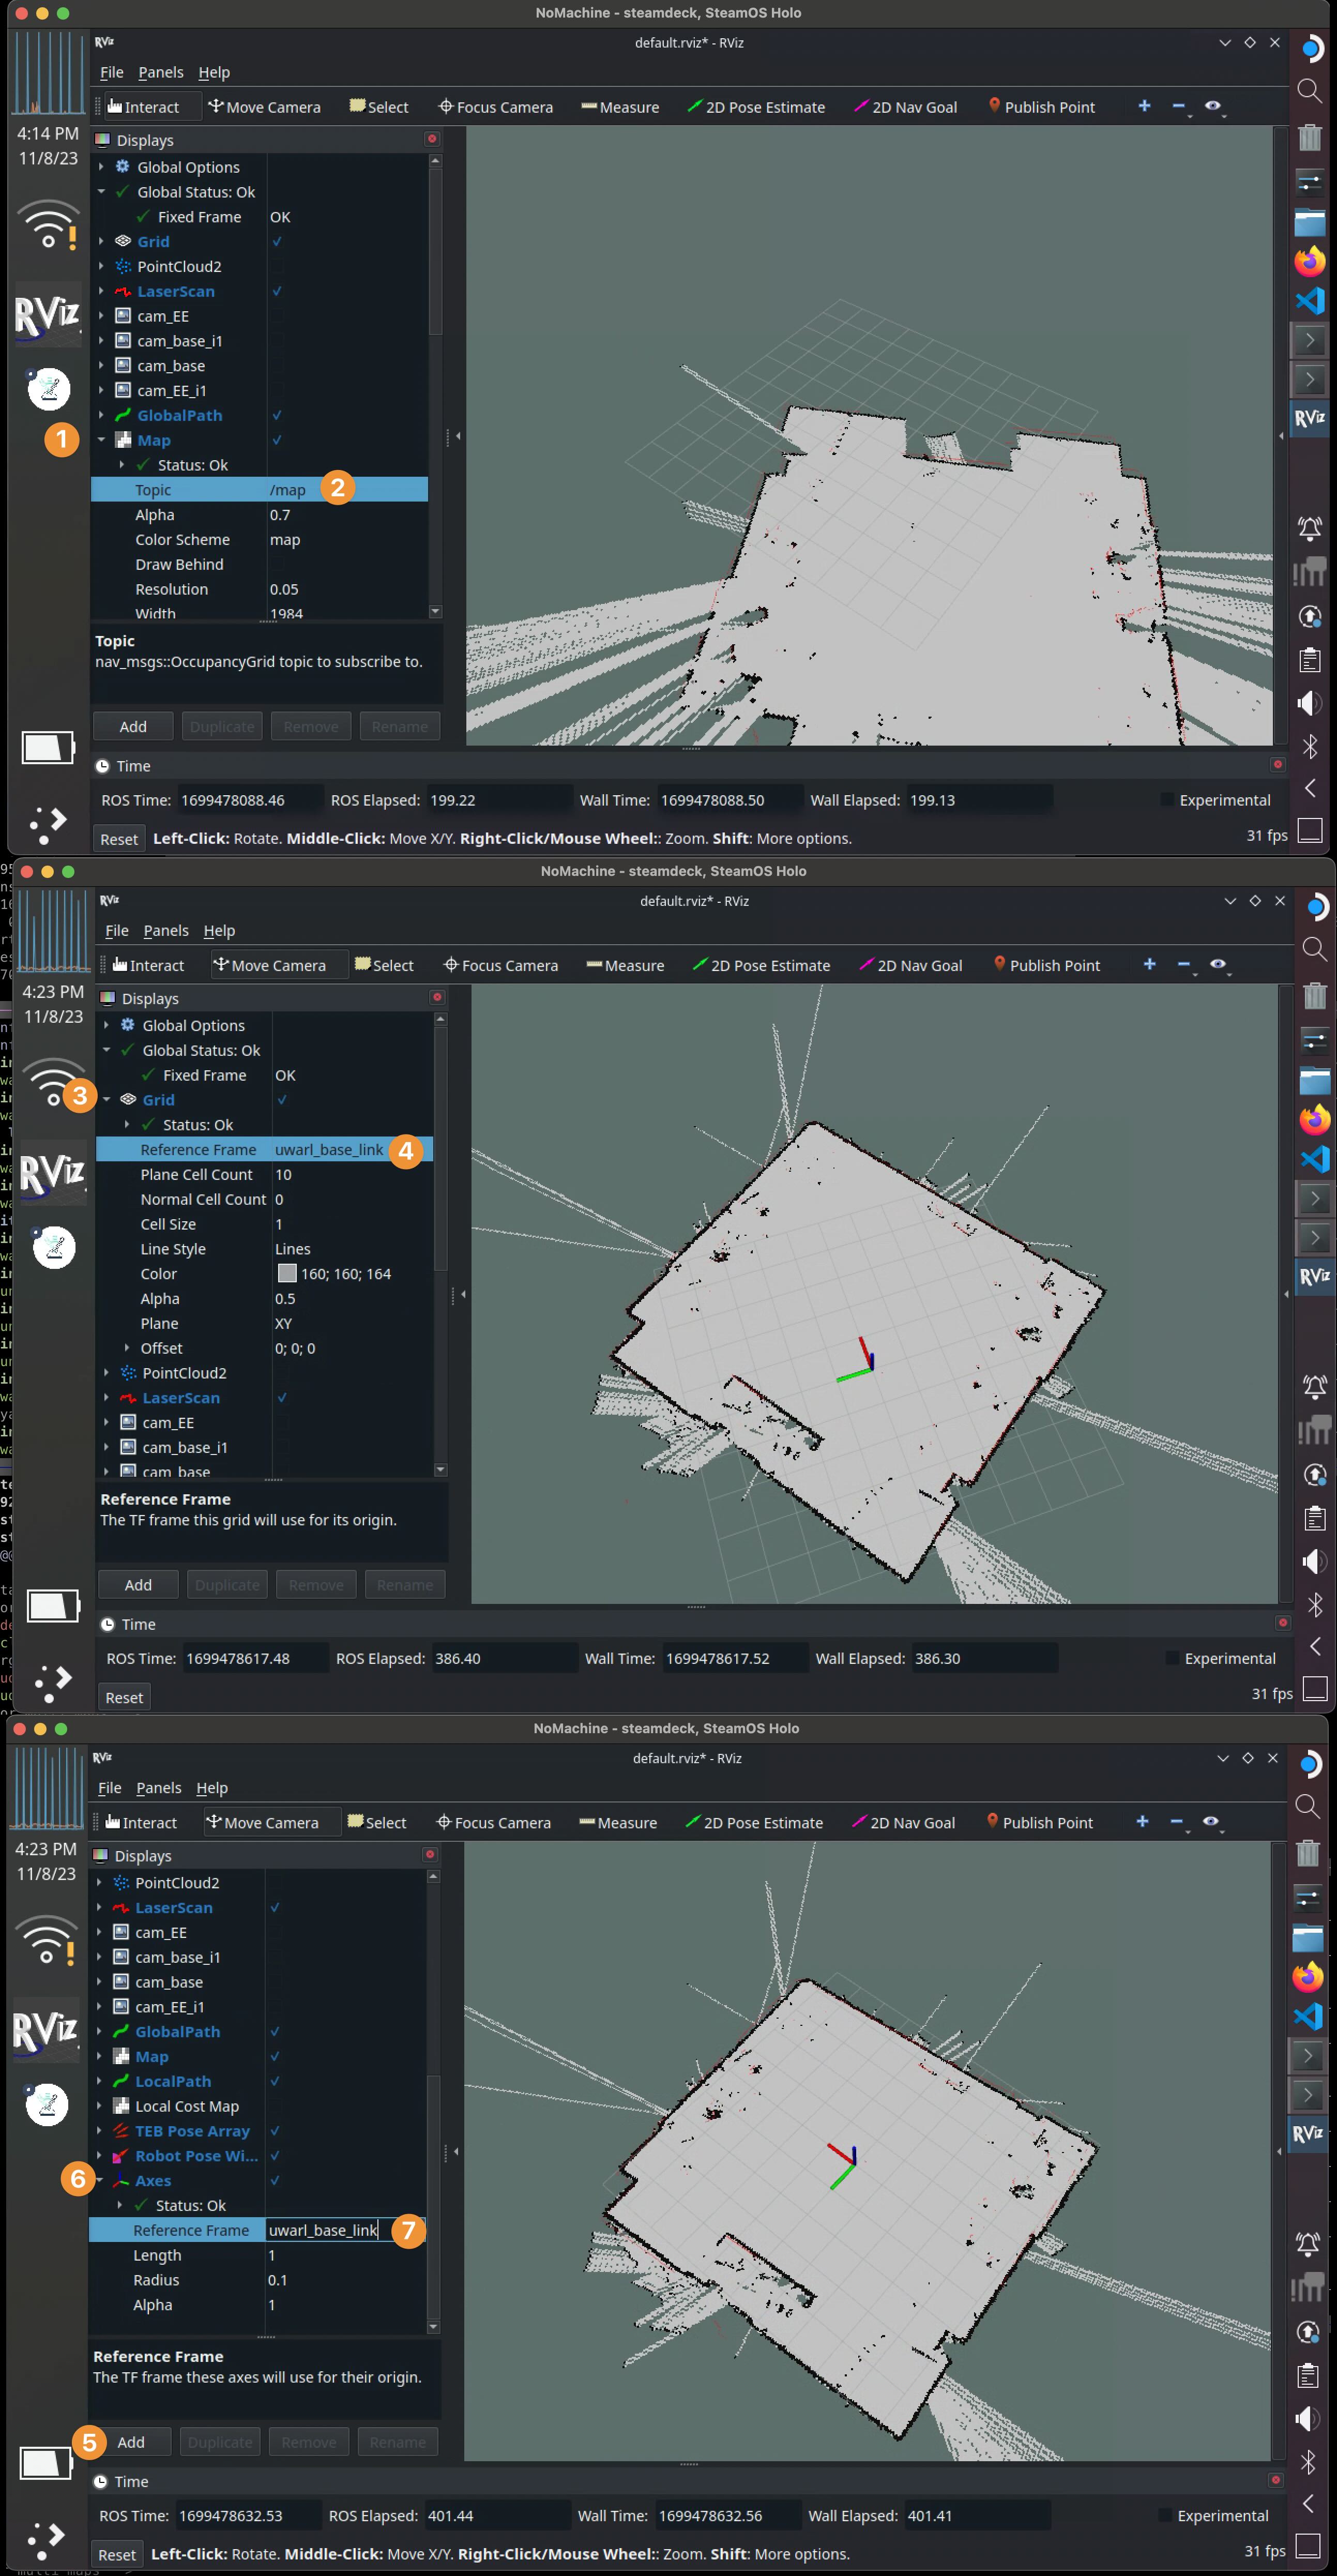 NoMachine - steamdeck, SteamOS Holo
RViz
default.rviz* - RViz
File Panels Help
Interact Move Camera Select Focus Camera Measure 2D Pose Estimate 2D Nav Goal Publish Point
4:14 PM
11/8/23
Displays
Global Options
Global Status: Ok
Fixed Frame OK
Grid
PointCloud2
LaserScan
cam_EE
RViz
cam_base_i1
cam_base
cam_EE_i1
GlobalPath
RViz
1
Map
Status: Ok
Topic /map 2
Alpha 0.7
Color Scheme map
Draw Behind
Resolution 0.05
Width 1984
Topic
nav_msgs::OccupancyGrid topic to subscribe to.
Add Duplicate Remove Rename
Time
ROS Time: 1699478088.46 ROS Elapsed: 199.22 Wall Time: 1699478088.50 Wall Elapsed: 199.13 Experimental
Reset Left-Click: Rotate. Middle-Click: Move X/Y. Right-Click/Mouse Wheel:: Zoom. Shift: More options. 31 fps
NoMachine - steamdeck, SteamOS Holo
RViz
default.rviz* - RViz
File Panels Help
Interact Move Camera Select Focus Camera Measure 2D Pose Estimate 2D Nav Goal Publish Point
4:23 PM
11/8/23
Displays
Global Options
Global Status: Ok
Fixed Frame OK
3 Grid
Status: Ok
Reference Frame uwarl_base_link 4
Plane Cell Count 10
RViz
Normal Cell Count 0
Cell Size 1
Line Style Lines
Color 160; 160; 164
RViz
Alpha 0.5
Plane XY
Offset 0; 0; 0
PointCloud2
LaserScan
cam_EE
cam_base_i1
cam_base
Reference Frame
The TF frame this grid will use for its origin.
Add Duplicate Remove Rename
Time
ROS Time: 1699478617.48 ROS Elapsed: 386.40 Wall Time: 1699478617.52 Wall Elapsed: 386.30 Experimental
Reset 31 fps
NoMachine - steamdeck, SteamOS Holo
RViz
default.rviz* - RViz
File Panels Help
Interact Move Camera Select Focus Camera Measure 2D Pose Estimate 2D Nav Goal Publish Point
4:23 PM
11/8/23
Displays
PointCloud2
LaserScan
cam_EE
cam_base_i1
cam_base
cam_EE_i1
RViz
GlobalPath
Map
LocalPath
Local Cost Map
TEB Pose Array
RViz
Robot Pose Wi...
6 Axes
Status: Ok
Reference Frame uwarl_base_link 7
Length 1
Radius 0.1
Alpha 1
Reference Frame
The TF frame these axes will use for their origin.
5 Add Duplicate Remove Rename
Time
ROS Time: 1699478632.53 ROS Elapsed: 401.44 Wall Time: 1699478632.56 Wall Elapsed: 401.41 Experimental
Reset Left-Click: Rotate. Middle-Click: Move X/Y. Right-Click/Mouse Wheel:: Zoom. Shift: More options. 31 fps